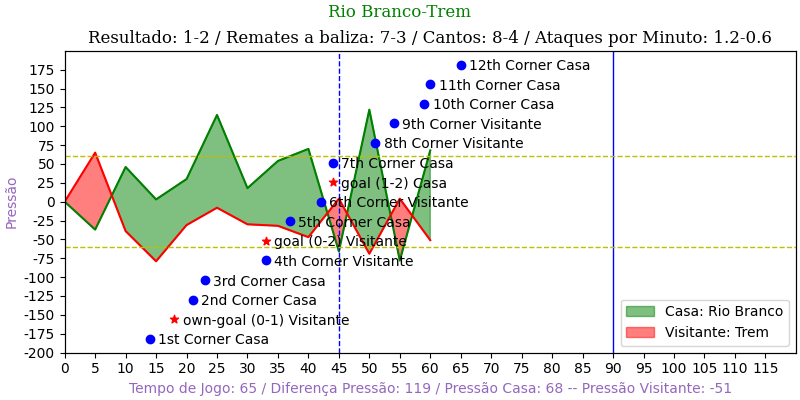 Rio Branco-Trem
Resultado: 1-2 / Remates a baliza: 7-3 / Cantos: 8-4 / Ataques por Minuto: 1.2-0.6
Pressão
175
150
125
100
75
50
25
0
-25
-50
-75
-100
-125
-150
-175
-200
12th Corner Casa
11th Corner Casa
10th Corner Casa
9th Corner Visitante
8th Corner Visitante
7th Corner Casa
goal (1-2) Casa
6th Corner Visitante
5th Corner Casa
goal (0-2) Visitante
4th Corner Visitante
3rd Corner Casa
2nd Corner Casa
own-goal (0-1) Visitante
1st Corner Casa
Casa: Rio Branco
Visitante: Trem
0 5 10 15 20 25 30 35 40 45 50 55 60 65 70 75 80 85 90 95 100 105 110 115
Tempo de Jogo: 65 / Diferença Pressão: 119 / Pressão Casa: 68 -- Pressão Visitante: -51